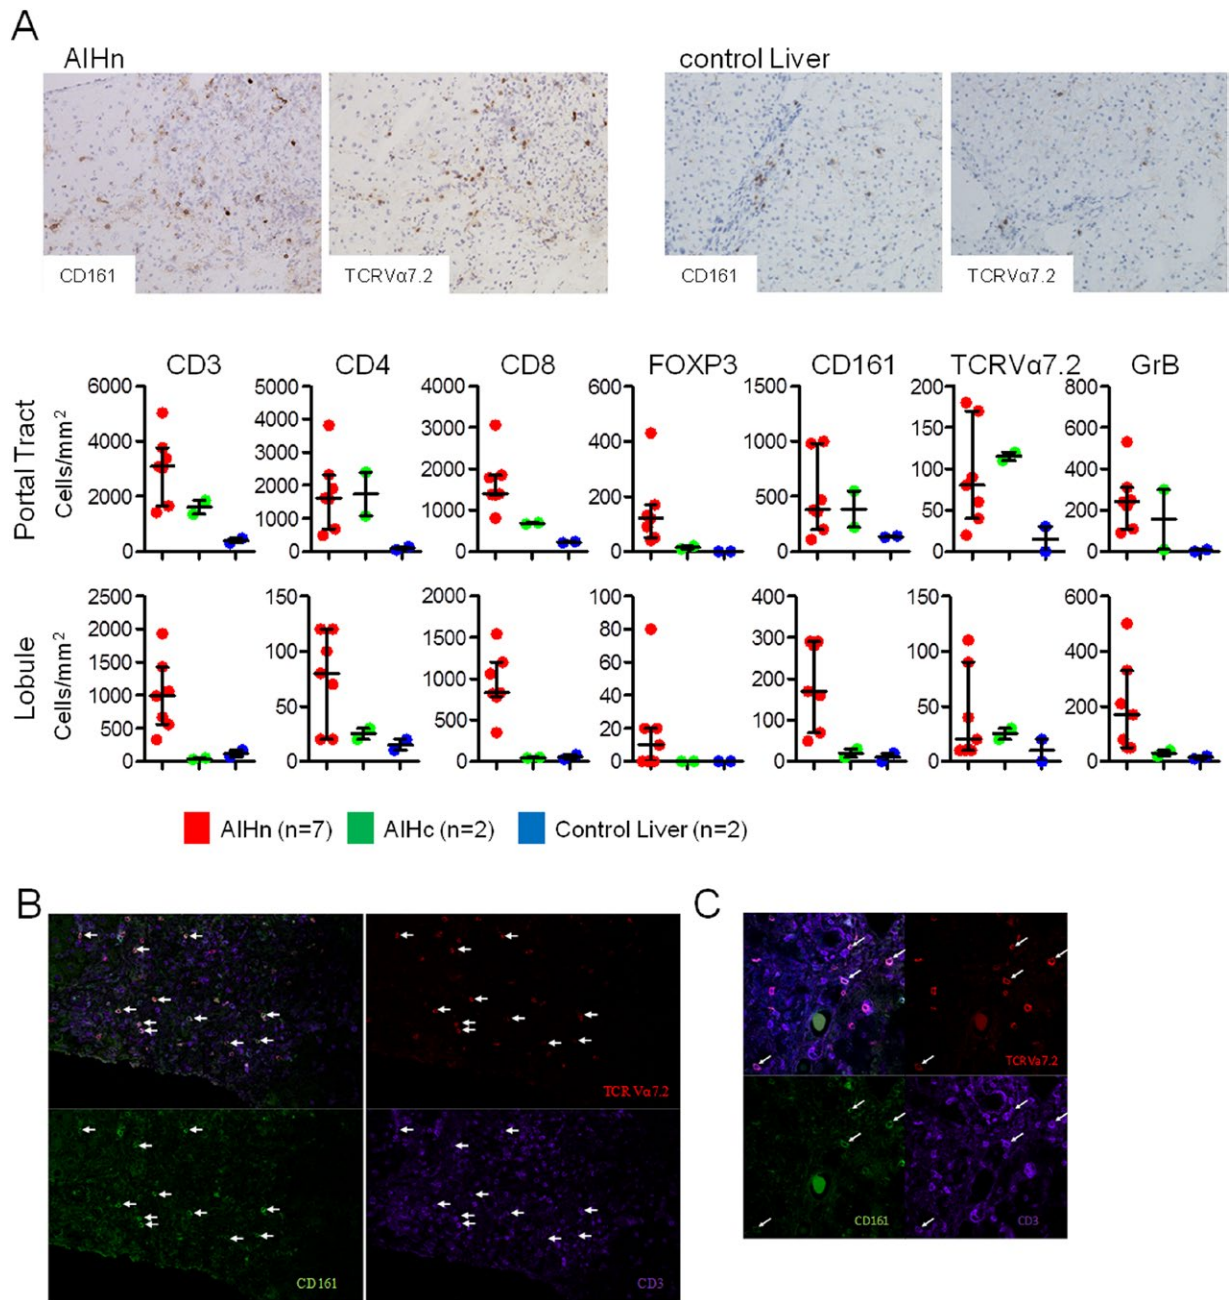 A
AIHn
control Liver
CD161
TCRVα7.2
CD161
TCRVα7.2
CD3 CD4 CD8 FOXP3 CD161 TCRVα7.2 GrB
Portal Tract
Cells/mm²
6000 4000 2000 0
5000 4000 3000 2000 1000 0
4000 3000 2000 1000 0
600 400 200 0
1500 1000 500 0
200 150 100 50 0
800 600 400 200 0
Lobule
Cells/mm²
2500 2000 1500 1000 500 0
150 100 50 0
2000 1500 1000 500 0
100 80 60 40 20 0
400 300 200 100 0
150 100 50 0
600 400 200 0
AIHn (n=7) AIHc (n=2) Control Liver (n=2)
B
TCRVα7.2
CD161
CD3
C
TCRVα7.2
CD161
CD3